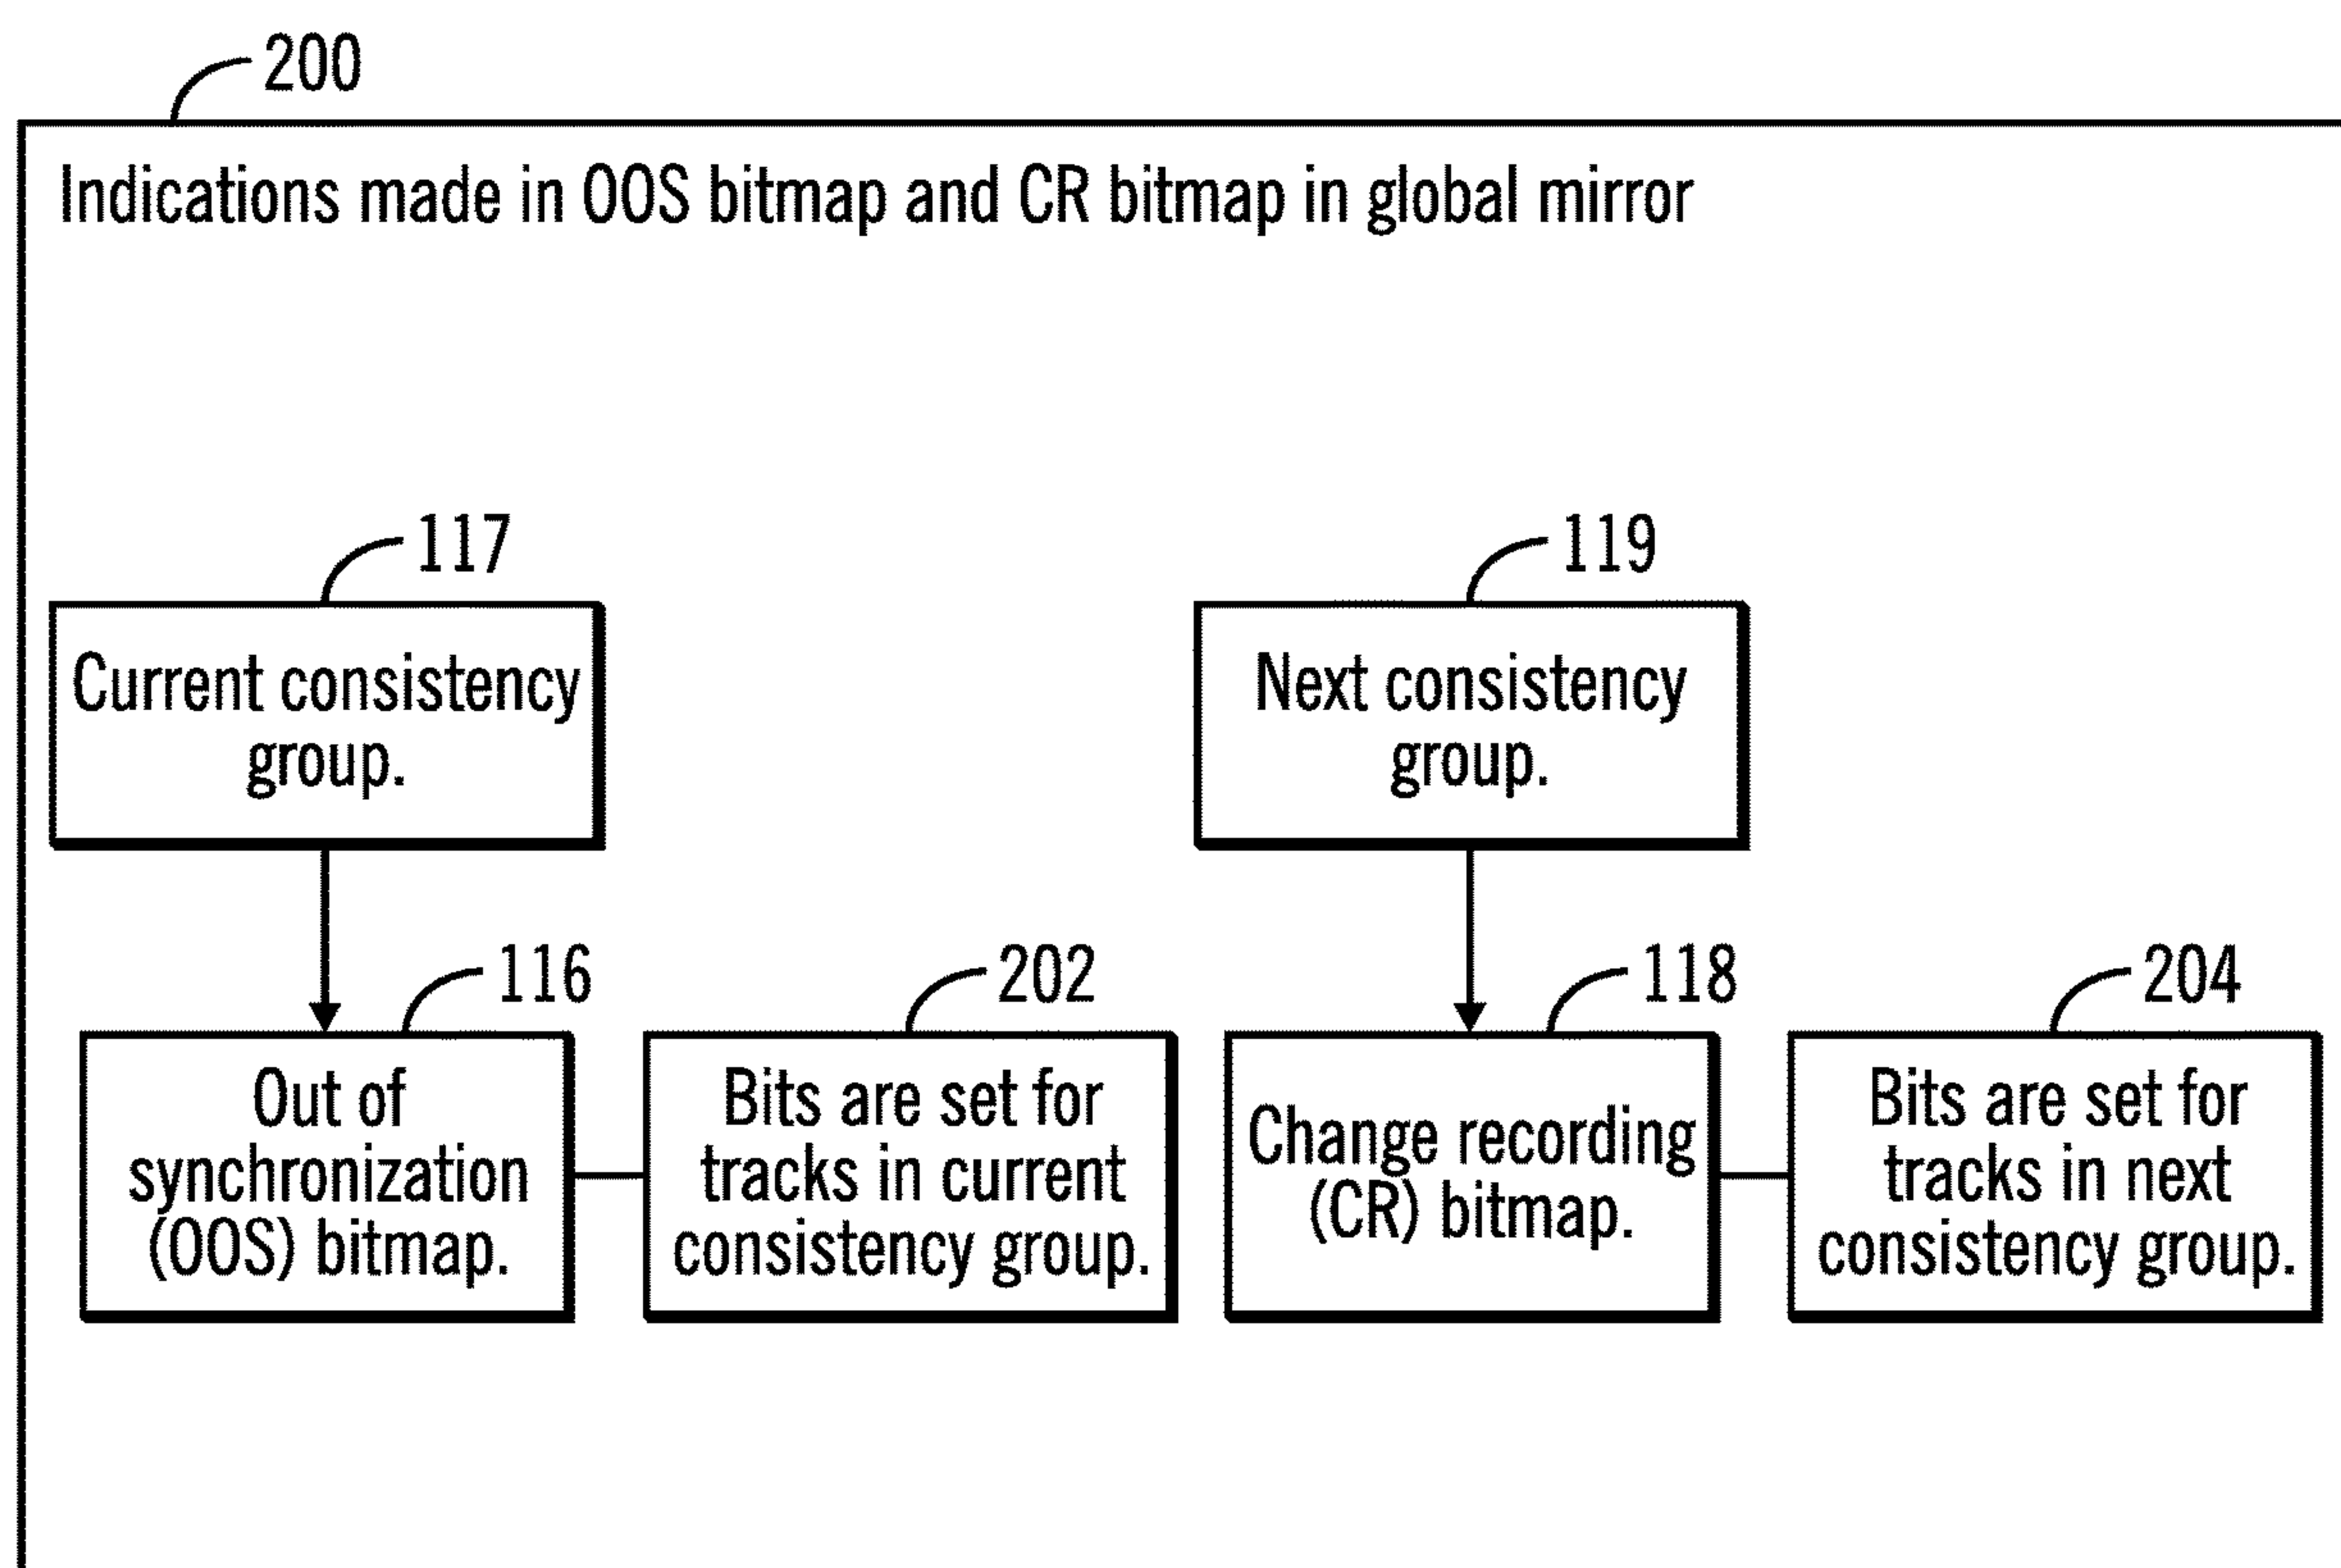 200
Indications made in OOS bitmap and CR bitmap in global mirror
117
Current consistency
group.
119
Next consistency
group.
116
Out of
synchronization
(OOS) bitmap.
202
Bits are set for
tracks in current
consistency group.
118
Change recording
(CR) bitmap.
204
Bits are set for
tracks in next
consistency group.